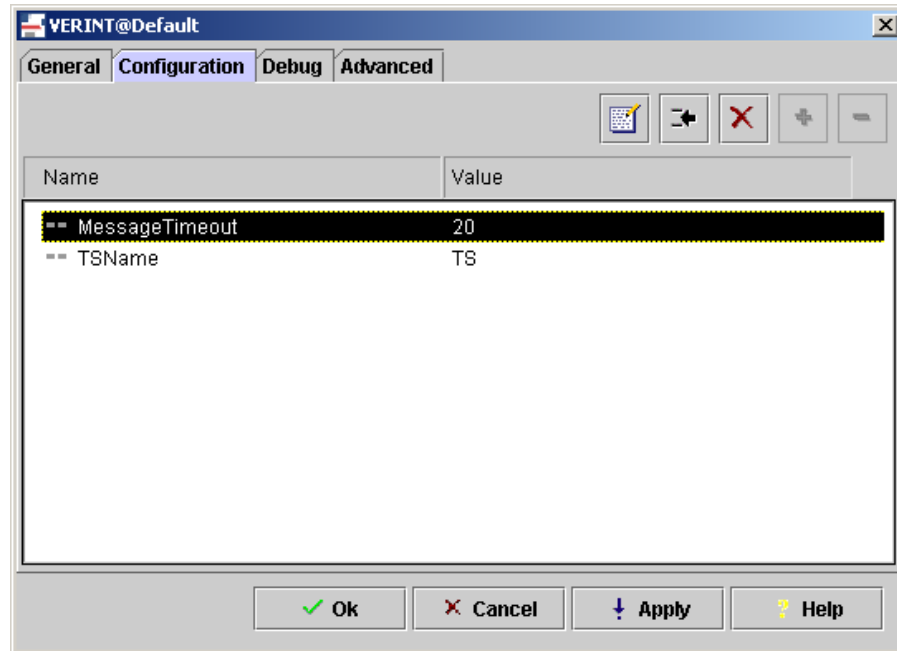 VERINT@Default
General Configuration Debug Advanced
Name Value
MessageTimeout 20
TSName TS
Ok Cancel Apply Help